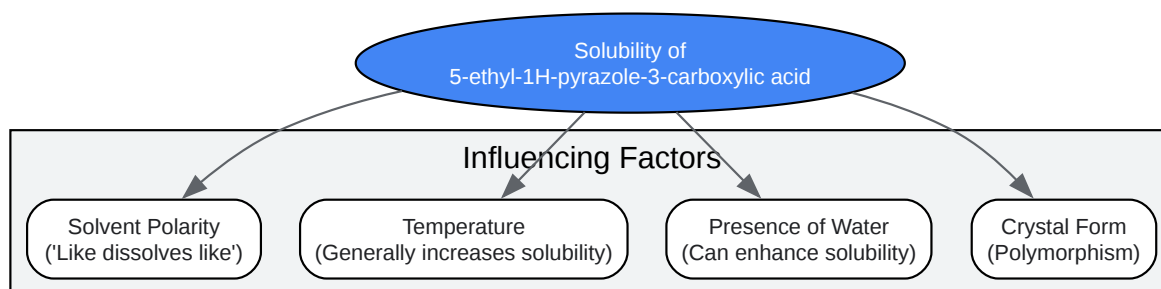 Solubility of
5-ethyl-1H-pyrazole-3-carboxylic acid
Influencing Factors
Solvent Polarity
('Like dissolves like')
Temperature
(Generally increases solubility)
Presence of Water
(Can enhance solubility)
Crystal Form
(Polymorphism)